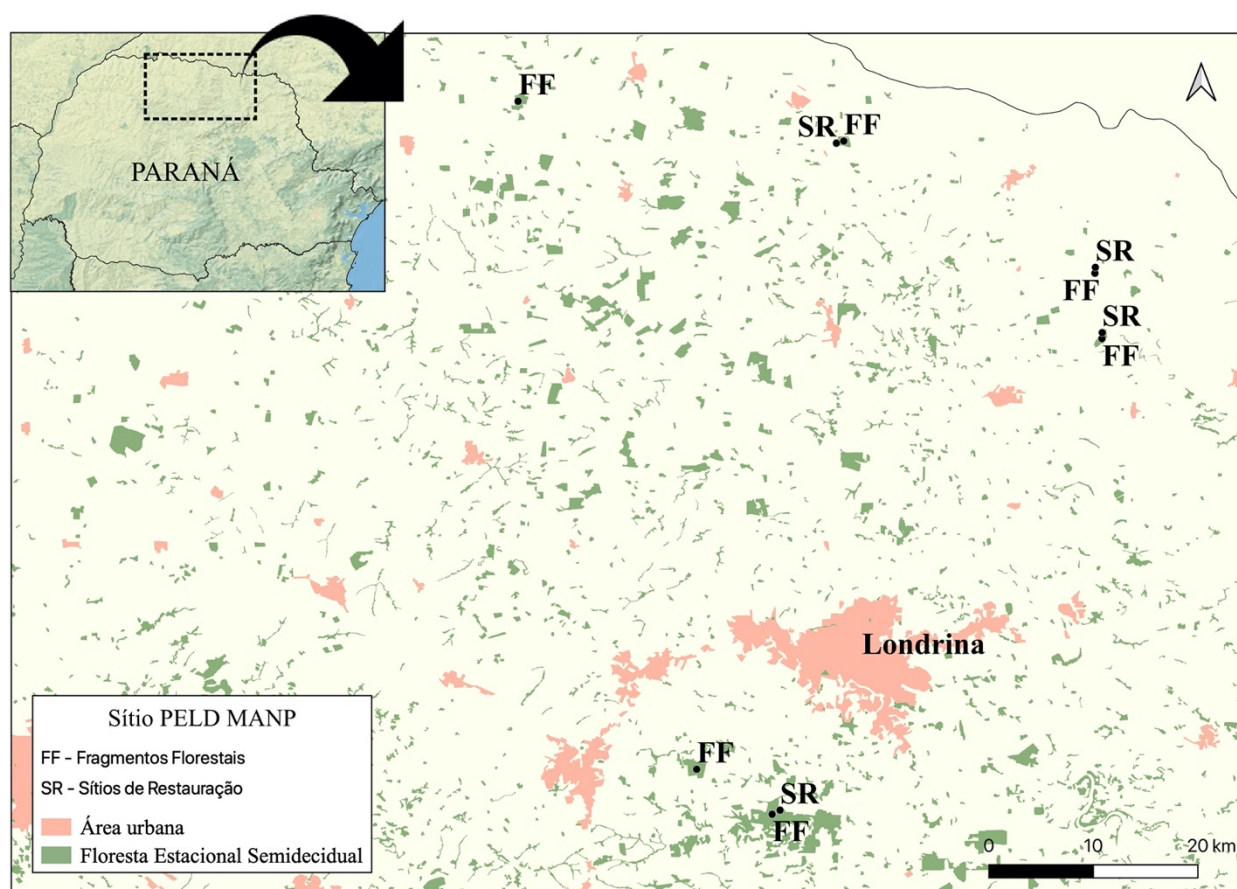 PARANÁ
FF
SR FF
SR
FF
SR
FF
Londrina
FF
SR
FF
Sítio PELD MANP
FF - Fragmentos Florestais
SR - Sítios de Restauração
Área urbana
Floresta Estacional Semidecidual
0 10 20 km